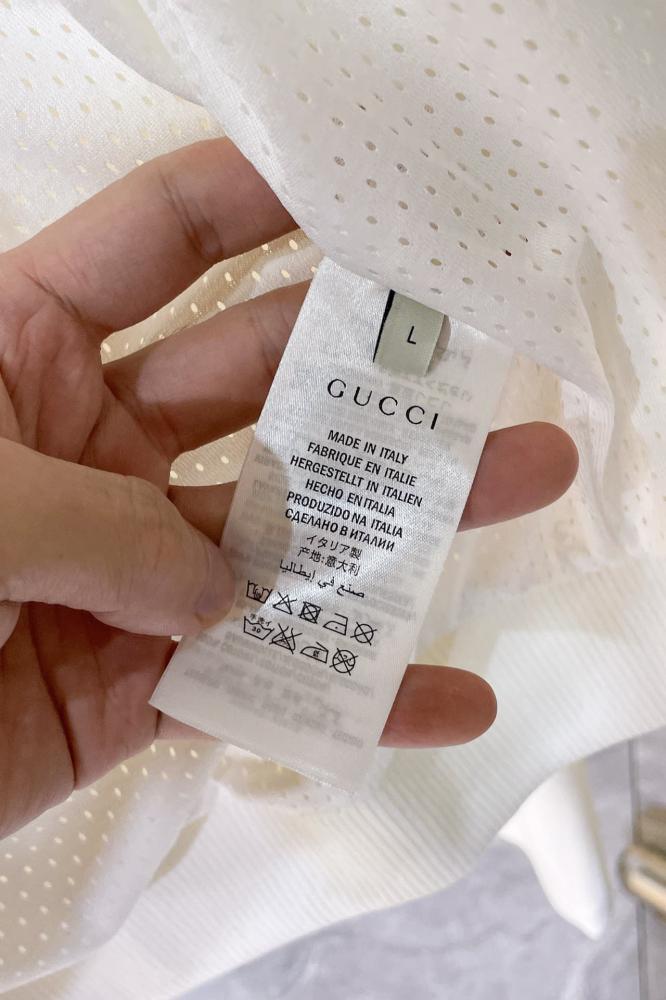 L
GUCCI
MADE IN ITALY
FABRIQUE EN ITALIE
HERGESTELLT IN ITALIEN
HECHO EN ITALIA
PRODUZIDO NA ITALIA
СДЕЛАНО В ИТАЛИИ
イタリア製
产地:意大利
صنع في إيطاليا